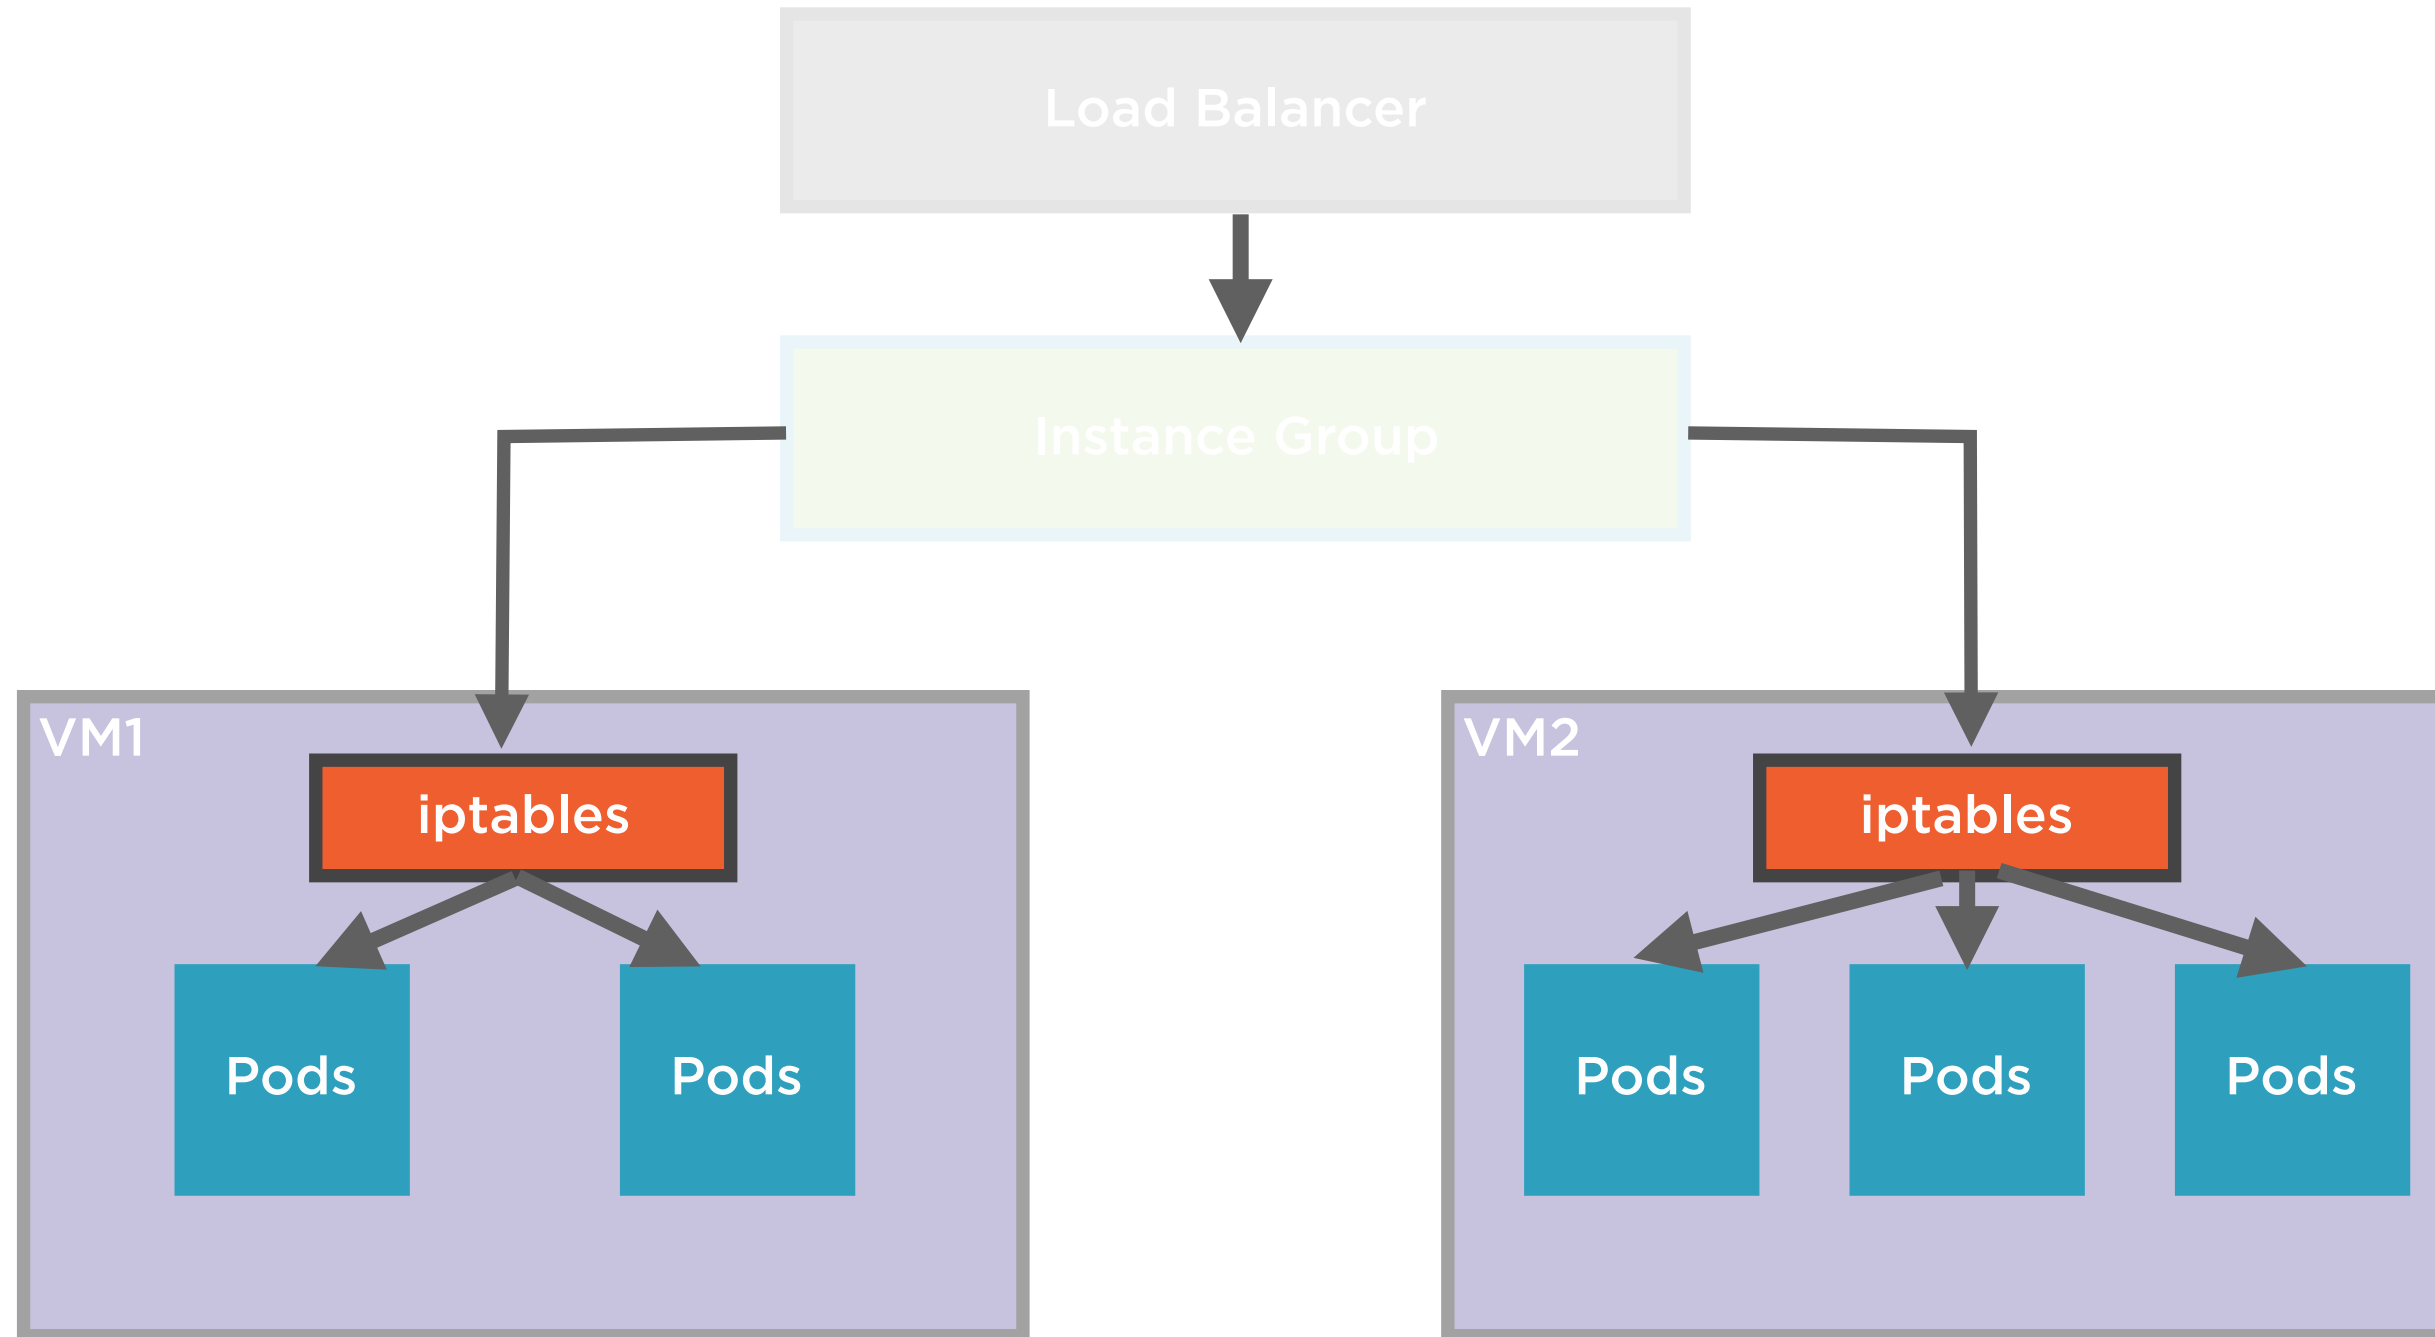 Load Balancer
Instance Group
VM1
iptables
Pods
Pods
VM2
iptables
Pods
Pods
Pods